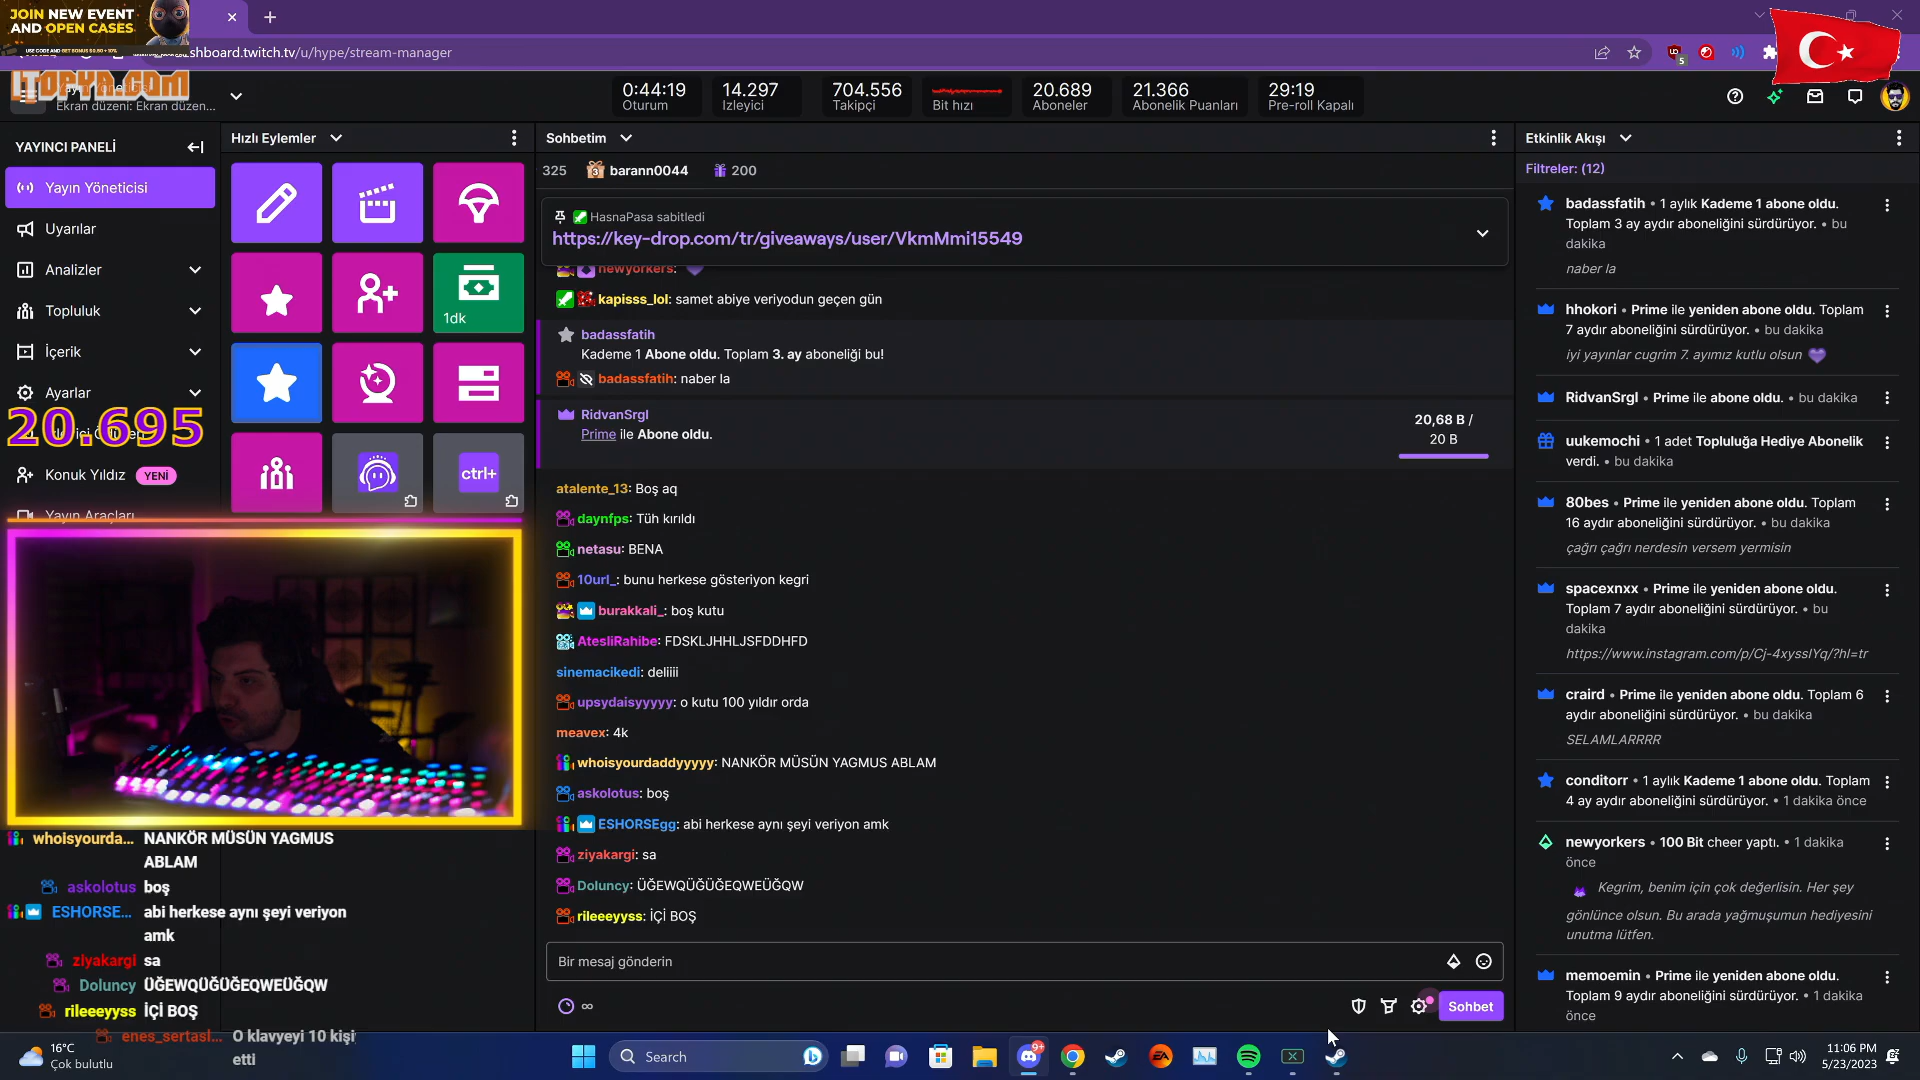 JOIN NEW EVENT
AND OPEN CASES
USE CODE AND GET BONUS $0.50 + 10%
shboard.twitch.tv/u/hype/stream-manager
5
ITOPYA.COM
Ekran düzeni: Ekran düzen...
0:44:19
Oturum
14.297
İzleyici
704.556
Takipçi
Bit hızı
20.689
Aboneler
21.366
Abonelik Puanları
29:19
Pre-roll Kapalı
YAYINCI PANELİ
Yayın Yöneticisi
Uyarılar
Analizler
Topluluk
İçerik
Ayarlar
20.695
Konuk Yıldız YENİ
Yayın Araçları
Hızlı Eylemler
1dk
ctrl+
whoisyourda... NANKÖR MÜSÜN YAGMUS
ABLAM
askolotus boş
ESHORSE... abi herkese aynı şeyi veriyon
amk
ziyakargi sa
Doluncy ÜĞEWQÜĞÜĞEQWEÜĞQW
rileeeyyss İÇİ BOŞ
enes_sertasl... O klavyeyi 10 kişiy
etti
Sohbetim
325 3 barann0044 200
HasnaPasa sabitledi
https://key-drop.com/tr/giveaways/user/VkmMmi15549
newyorkers:
kapisss_lol: samet abiye veriyodun geçen gün
badassfatih
Kademe 1 Abone oldu. Toplam 3. ay aboneliği bu!
badassfatih: naber la
RidvanSrgl
Prime ile Abone oldu.
20,68 B /
20 B
atalente_13: Boş aq
daynfps: Tüh kırıldı
netasu: BENA
10url_: bunu herkese gösteriyon kegri
burakkali_: boş kutu
AtesliRahibe: FDSKLJHHLJSFDDHFD
sinemacikedi: deliiii
upsydaisyyyyy: o kutu 100 yıldır orda
meavex: 4k
whoisyourdaddyyyyy: NANKÖR MÜSÜN YAGMUS ABLAM
askolotus: boş
ESHORSEgg: abi herkese aynı şeyi veriyon amk
ziyakargi: sa
Doluncy: ÜĞEWQÜĞÜĞEQWEÜĞQW
rileeeyyss: İÇİ BOŞ
Bir mesaj gönderin
∞
Sohbet
Etkinlik Akışı
Filtreler: (12)
badassfatih • 1 aylık Kademe 1 abone oldu.
Toplam 3 ay aydır aboneliğini sürdürüyor. • bu
dakika
naber la
hhokori • Prime ile yeniden abone oldu. Toplam
7 aydır aboneliğini sürdürüyor. • bu dakika
iyi yayınlar cugrim 7. ayımız kutlu olsun
RidvanSrgl • Prime ile abone oldu. • bu dakika
uukemochi • 1 adet Topluluğa Hediye Abonelik
verdi. • bu dakika
80bes • Prime ile yeniden abone oldu. Toplam
16 aydır aboneliğini sürdürüyor. • bu dakika
çağrı çağrı nerdesin versem yermisin
spacexnxx • Prime ile yeniden abone oldu.
Toplam 7 aydır aboneliğini sürdürüyor. • bu
dakika
https://www.instagram.com/p/Cj-4xyssIYq/?hl=tr
craird • Prime ile yeniden abone oldu. Toplam 6
aydır aboneliğini sürdürüyor. • bu dakika
SELAMLARRRR
conditorr • 1 aylık Kademe 1 abone oldu. Toplam
4 ay aydır aboneliğini sürdürüyor. • 1 dakika önce
newyorkers • 100 Bit cheer yaptı. • 1 dakika
önce
Kegrim, benim için çok değerlisin. Her şey
gönlünce olsun. Bu arada yağmuşumun hediyesini
unutma lütfen.
memoemin • Prime ile yeniden abone oldu.
Toplam 9 aydır aboneliğini sürdürüyor. • 1 dakika
önce
16°C
Çok bulutlu
Search
9+
EA
11:06 PM
5/23/2023